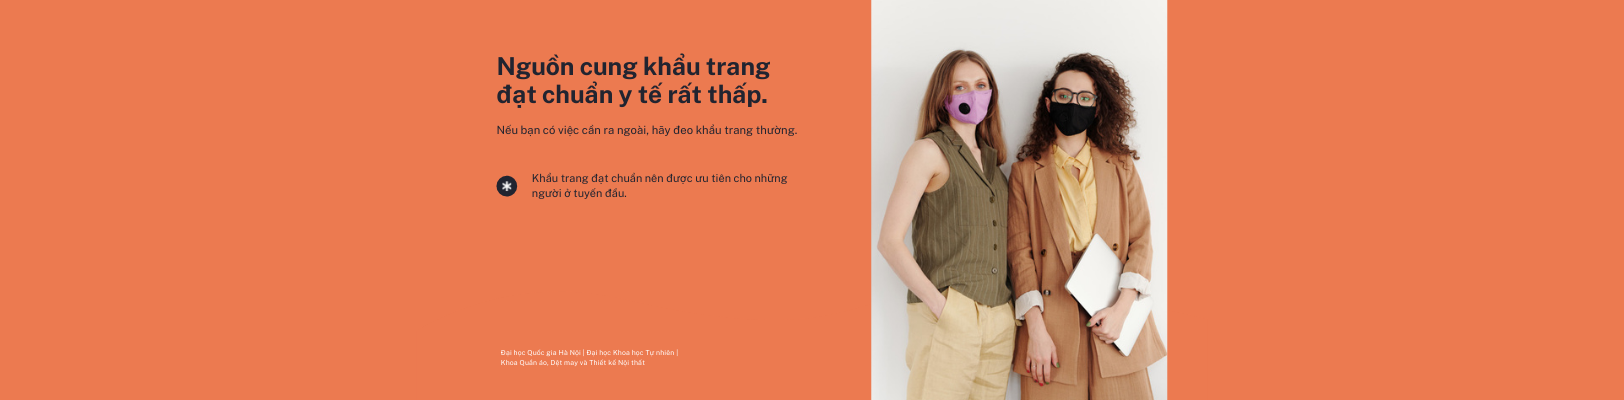 Nguồn cung khẩu trang
đạt chuẩn y tế rất thấp.
Nếu bạn có việc cần ra ngoài, hãy đeo khẩu trang thường.
Khẩu trang đạt chuẩn nên được ưu tiên cho những
người ở tuyến đầu.
Đại học Quốc gia Hà Nội | Đại học Khoa học Tự nhiên |
Khoa Quần áo, Dệt may và Thiết kế Nội thất